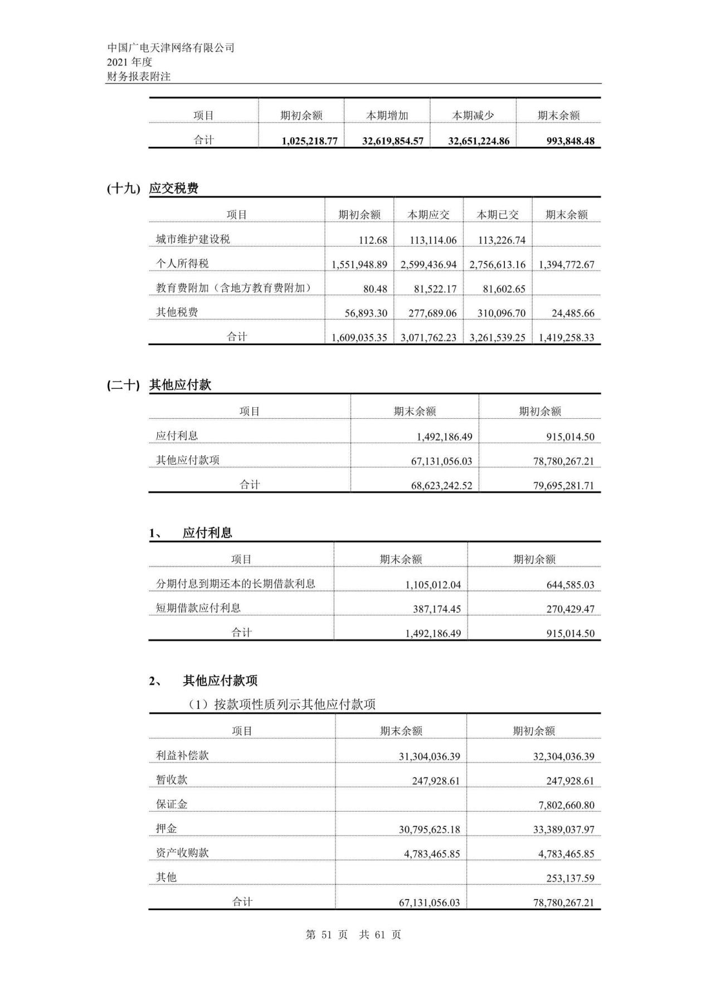 中国广电天津网络有限公司
2021 年度
财务报表附注
项目 期初余额 本期增加 本期减少 期末余额
合计 1,025,218.77 32,619,854.57 32,651,224.86 993,848.48
(十九) 应交税费
项目 期初余额 本期应交 本期已交 期末余额
城市维护建设税 112.68 113,114.06 113,226.74
个人所得税 1,551,948.89 2,599,436.94 2,756,613.16 1,394,772.67
教育费附加（含地方教育费附加） 80.48 81,522.17 81,602.65
其他税费 56,893.30 277,689.06 310,096.70 24,485.66
合计 1,609,035.35 3,071,762.23 3,261,539.25 1,419,258.33
(二十) 其他应付款
项目 期末余额 期初余额
应付利息 1,492,186.49 915,014.50
其他应付款项 67,131,056.03 78,780,267.21
合计 68,623,242.52 79,695,281.71
1、 应付利息
项目 期末余额 期初余额
分期付息到期还本的长期借款利息 1,105,012.04 644,585.03
短期借款应付利息 387,174.45 270,429.47
合计 1,492,186.49 915,014.50
2、 其他应付款项
（1）按款项性质列示其他应付款项
项目 期末余额 期初余额
利益补偿款 31,304,036.39 32,304,036.39
暂收款 247,928.61 247,928.61
保证金 7,802,660.80
押金 30,795,625.18 33,389,037.97
资产收购款 4,783,465.85 4,783,465.85
其他 253,137.59
合计 67,131,056.03 78,780,267.21
第 51 页 共 61 页